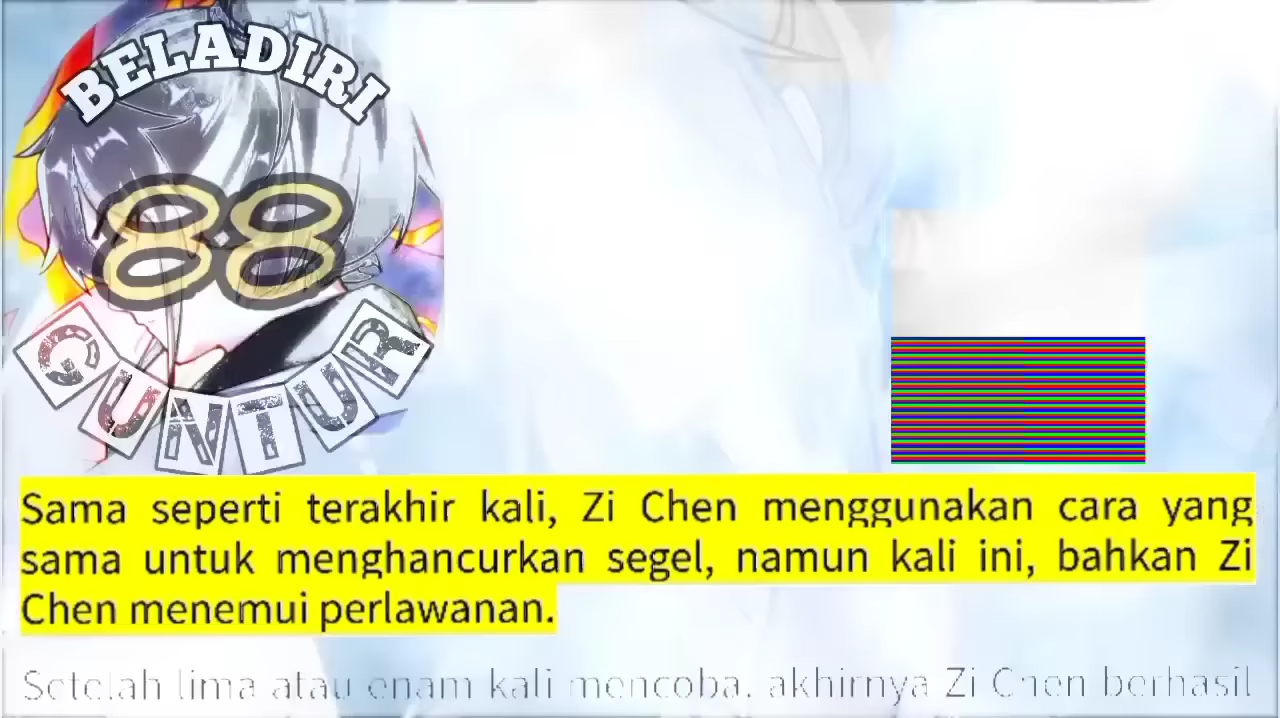 BELADIRI
88
GUNTUR
Sama seperti terakhir kali, Zi Chen menggunakan cara yang
sama untuk menghancurkan segel, namun kali ini, bahkan Zi
Chen menemui perlawanan.
Setelah lima atau enam kali mencoba, akhirnya Zi Chen berhasil